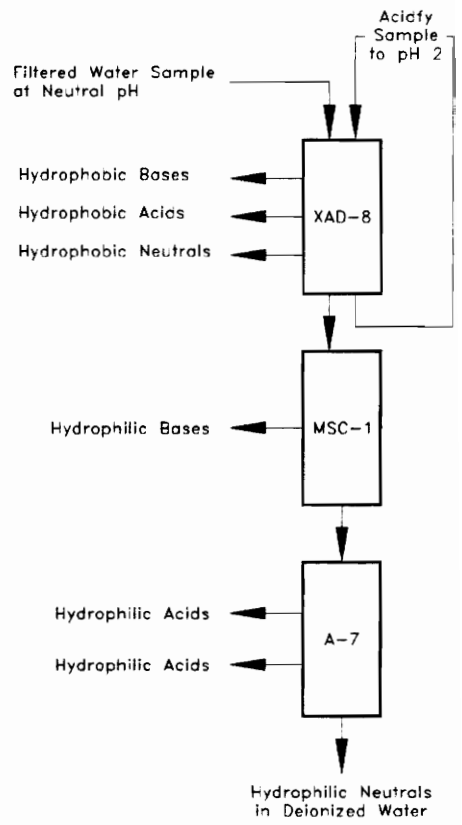 Acidfy
Sample
to pH 2
Filtered Water Sample
at Neutral pH
Hydrophobic Bases
Hydrophobic Acids
XAD-8
Hydrophobic Neutrals
Hydrophilic Bases
MSC-1
Hydrophilic Acids
A-7
Hydrophilic Acids
Hydrophilic Neutrals
in Deionized Water